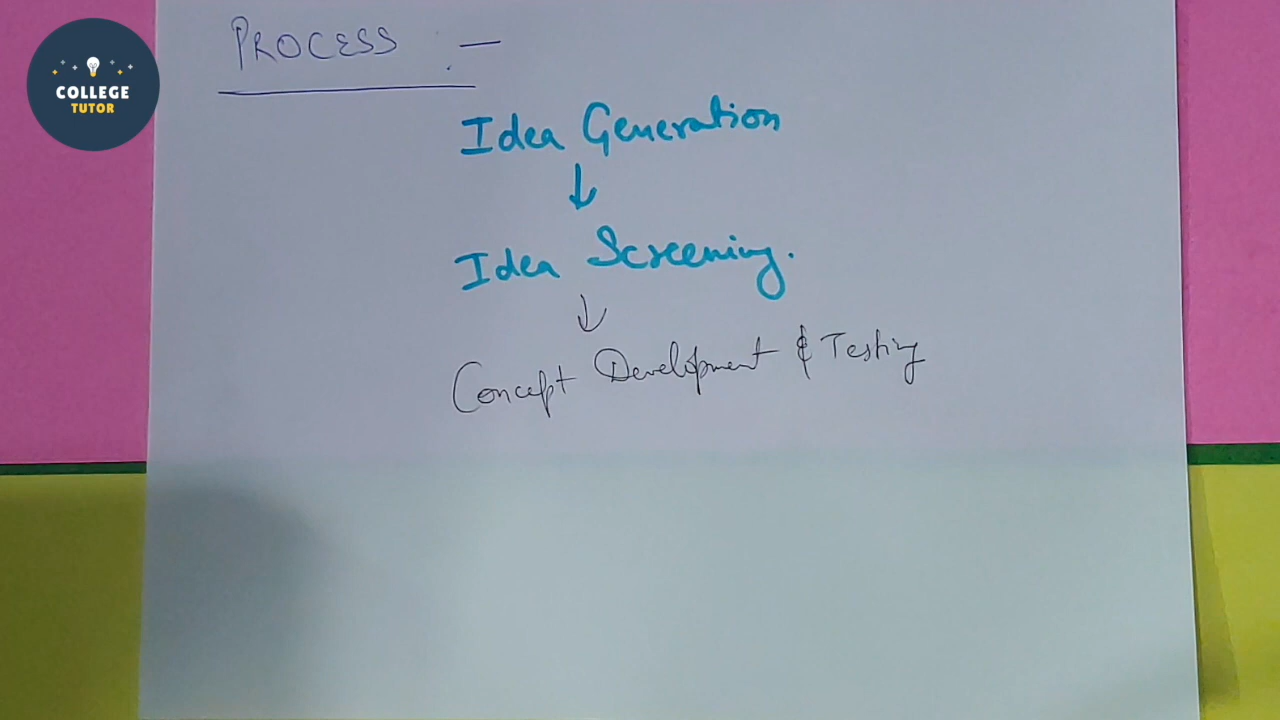 COLLEGE
TUTOR
PROCESS :-
Idea Generation
↓
Idea Screening.
↓
Concept Development & Testing